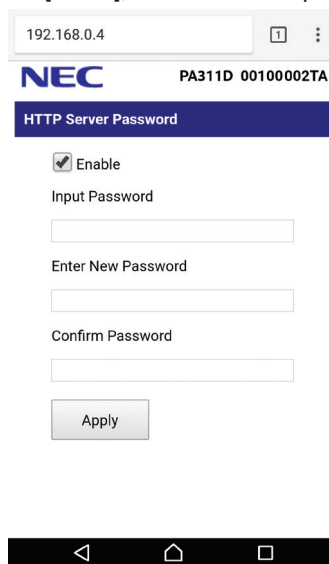 192.168.0.4
1
NEC
PA311D 00100002TA
HTTP Server Password
Enable
Input Password
Enter New Password
Confirm Password
Apply